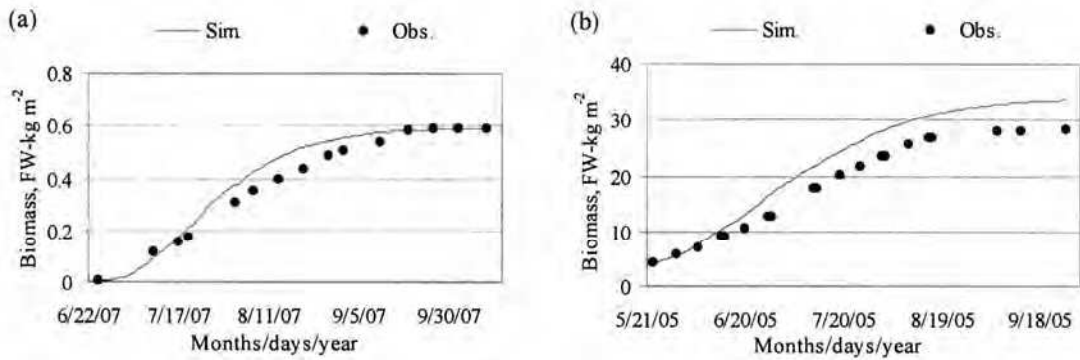 (a)
Sim.
Obs.
Biomass, FW-kg m⁻²
0.8
0.6
0.4
0.2
0
6/22/07 7/17/07 8/11/07 9/5/07 9/30/07
Months/days/year
(b)
Sim.
Obs.
Biomass, FW-kg m⁻²
40
30
20
10
0
5/21/05 6/20/05 7/20/05 8/19/05 9/18/05
Months/days/year